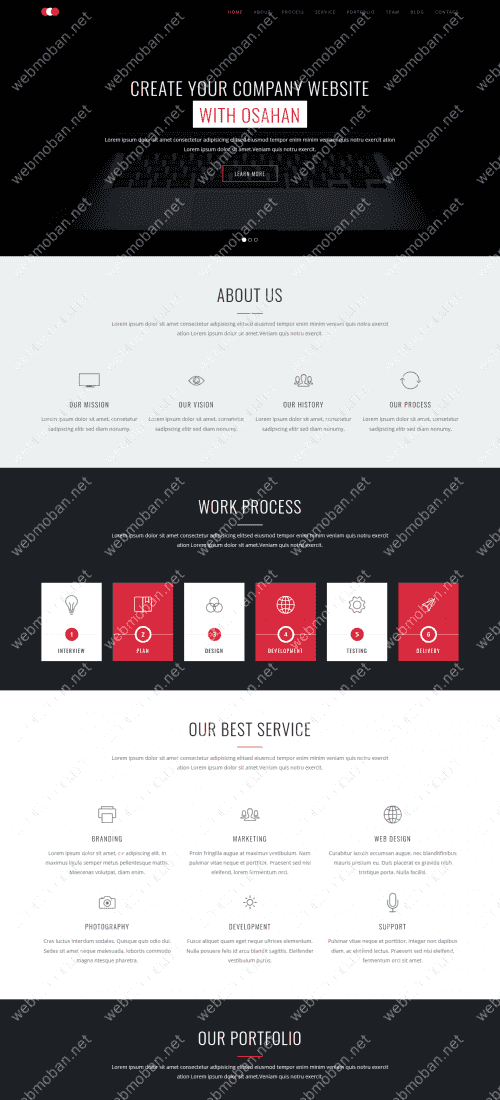 HOME ABOUT PROCESS SERVICE PORTFOLIO TEAM BLOG CONTACT
CREATE YOUR COMPANY WEBSITE
WITH OSAHAN
Lorem ipsum dolor sit amet consectetur adipisicing elitsed eiusmod tempor enim minim veniam quis notru exercit ation
Lorem ipsum dolor sit amet.Veniam quis notru exercit.
LEARN MORE
ABOUT US
Lorem ipsum dolor sit amet consectetur adipisicing elitsed eiusmod tempor enim minim veniam quis notru exercit
ation Lorem ipsum dolor sit amet.Veniam quis notru exercit.
OUR MISSION OUR VISION OUR HISTORY OUR PROCESS
Lorem ipsum dolor sit amet, consetetur Lorem ipsum dolor sit amet, consetetur Lorem ipsum dolor sit amet, consetetur Lorem ipsum dolor sit amet, consetetur
sadipscing elitr sed diam nonumy. sadipscing elitr sed diam nonumy. sadipscing elitr sed diam nonumy. sadipscing elitr sed diam nonumy.
WORK PROCESS
Lorem ipsum dolor sit amet consectetur adipisicing elitsed eiusmod tempor enim minim veniam quis notru exercit
ation Lorem ipsum dolor sit amet.Veniam quis notru exercit.
1 2 3 4 5 6
INTERVIEW PLAN DESIGN DEVELOPMENT TESTING DELIVERY
OUR BEST SERVICE
Lorem ipsum dolor sit amet consectetur adipisicing elitsed eiusmod tempor enim minim veniam quis notru exercit
ation Lorem ipsum dolor sit amet.Veniam quis notru exercit.
BRANDING MARKETING WEB DESIGN
Lorem ipsum dolor sit amet, adipiscing elit. In Proin fringilla augue at maximus vestibulum. Nam Curabitur iaculis accumsan augue, nec blanditfinibus
maximus ligula semper metus pellentesque mattis. pulvinar vitae neque et porttitor. Praesent sed nisi mauris pretium eu. Duis placerat ex gravida nibh
Maecenas volutpat, diam enim. eleifend, lorem fermentum orci. tristique porta. Nulla facilisi.
PHOTOGRAPHY DEVELOPMENT SUPPORT
Cras luctus interdum sodales. Quisque quis odio dui. Fusce aliquet quam eget neque ultrices elementum. Pulvinar vitae neque et porttitor. Integer non dapibus
Sedes sit amet neque malesuada, lobortis commodo Nulla posuere felis id arcu blandit sagittis. Eleifender diam, ac eleifend lectus. Praesent sed nisi eleifend,
magna ntesque pharetra. vestibulum purus. fermentum orci sit amet.
OUR PORTFOLIO
Lorem ipsum dolor sit amet consectetur adipisicing elitsed eiusmod tempor enim minim veniam quis notru exercit
ation Lorem ipsum dolor sit amet.Veniam quis notru exercit.
webmoban.net